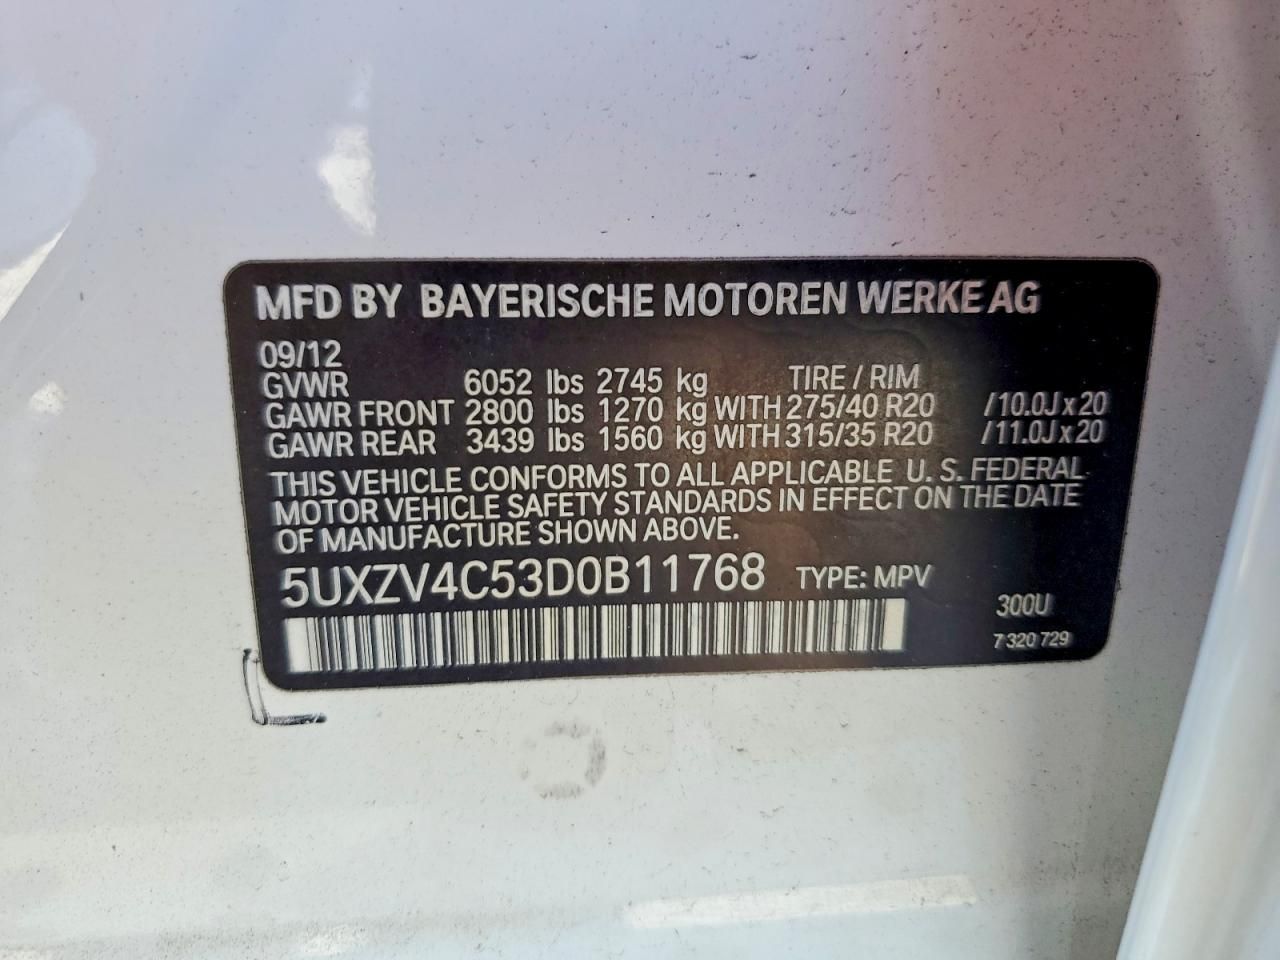 MFD BY BAYERISCHE MOTOREN WERKE AG
09/12
GVWR 6052 lbs 2745 kg TIRE / RIM
GAWR FRONT 2800 lbs 1270 kg WITH 275/40 R20 /10.0J x 20
GAWR REAR 3439 lbs 1560 kg WITH 315/35 R20 /11.0J x 20
THIS VEHICLE CONFORMS TO ALL APPLICABLE U. S. FEDERAL
MOTOR VEHICLE SAFETY STANDARDS IN EFFECT ON THE DATE
OF MANUFACTURE SHOWN ABOVE.
5UXZV4C53D0B11768 TYPE: MPV
300U
7 320 729